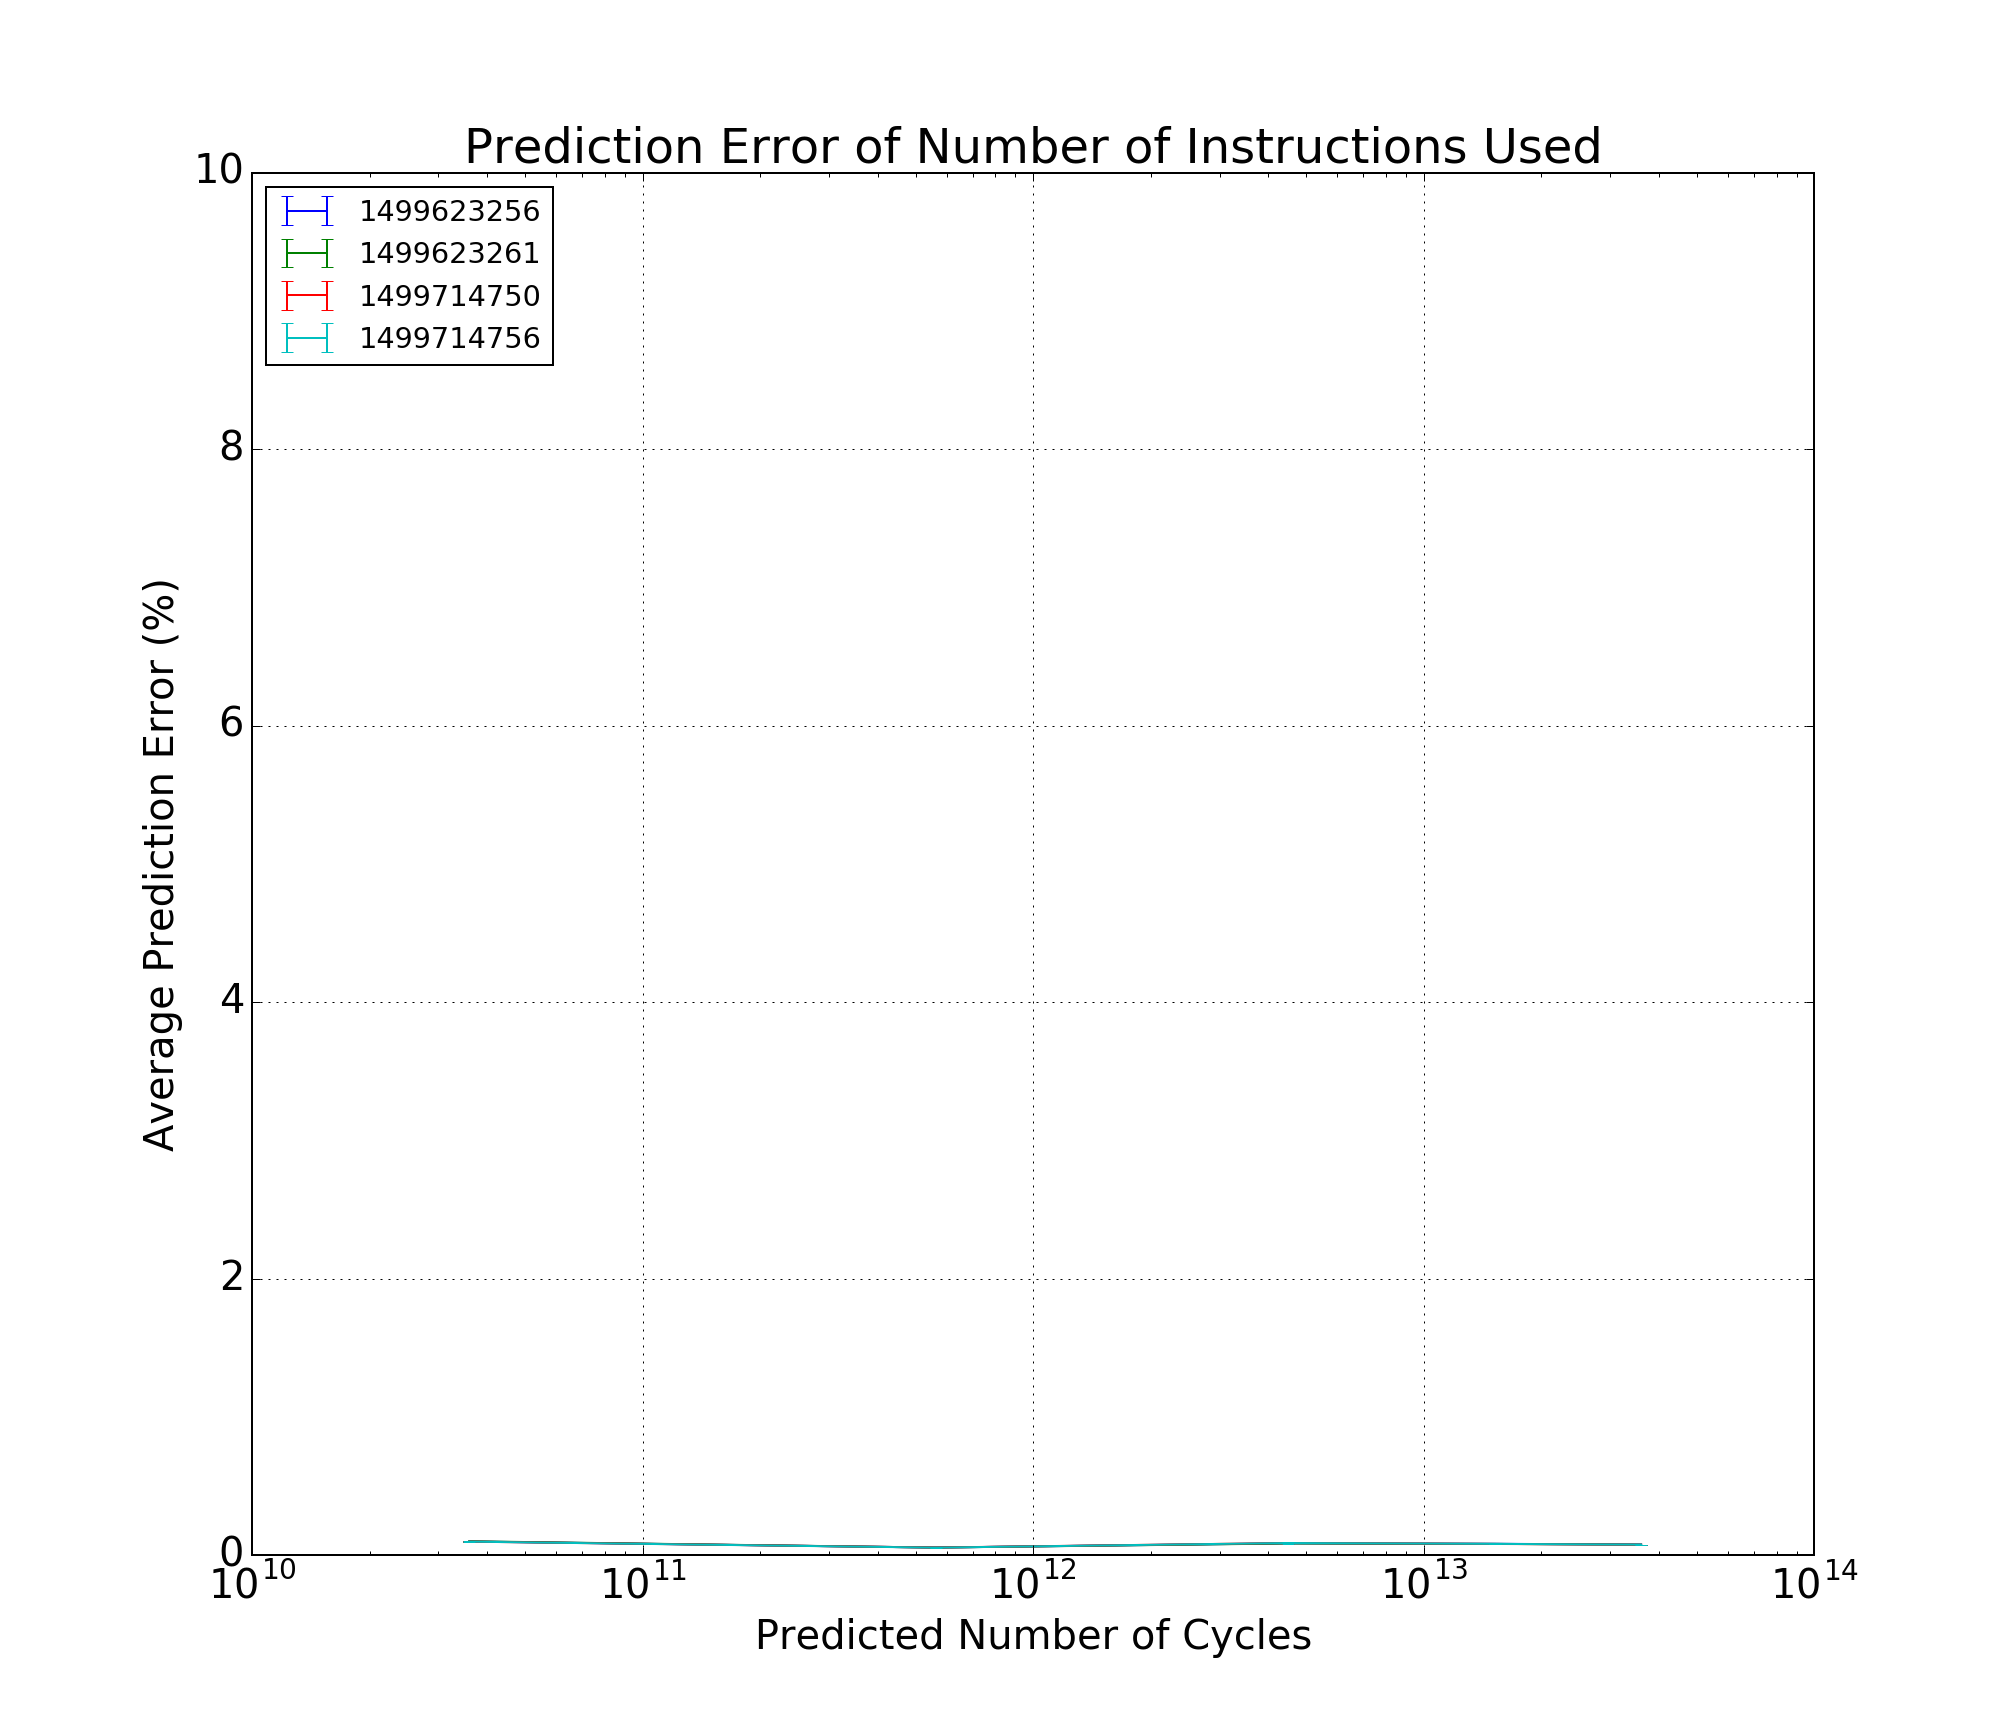 Prediction Error of Number of Instructions Used
1499623256
1499623261
1499714750
1499714756
Average Prediction Error (%)
10
8
6
4
2
0
10^10 10^11 10^12 10^13 10^14
Predicted Number of Cycles